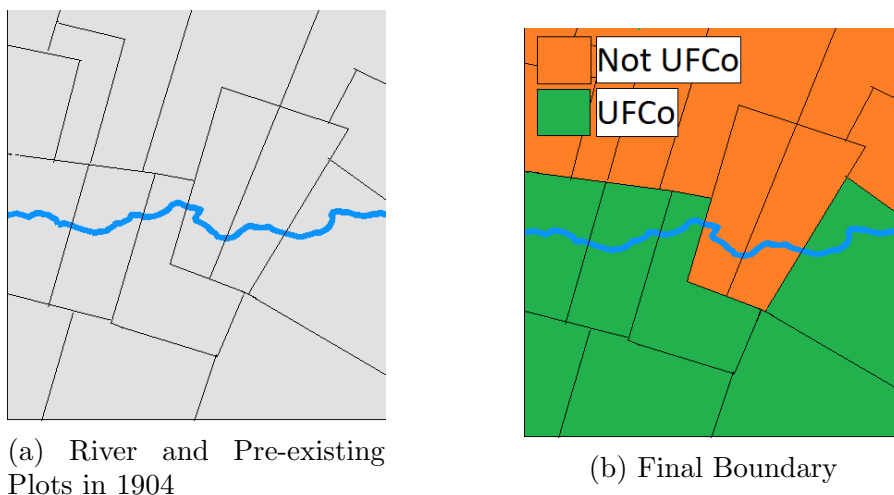 Not UFCo
UFCo
(a) River and Pre-existing
Plots in 1904
(b) Final Boundary